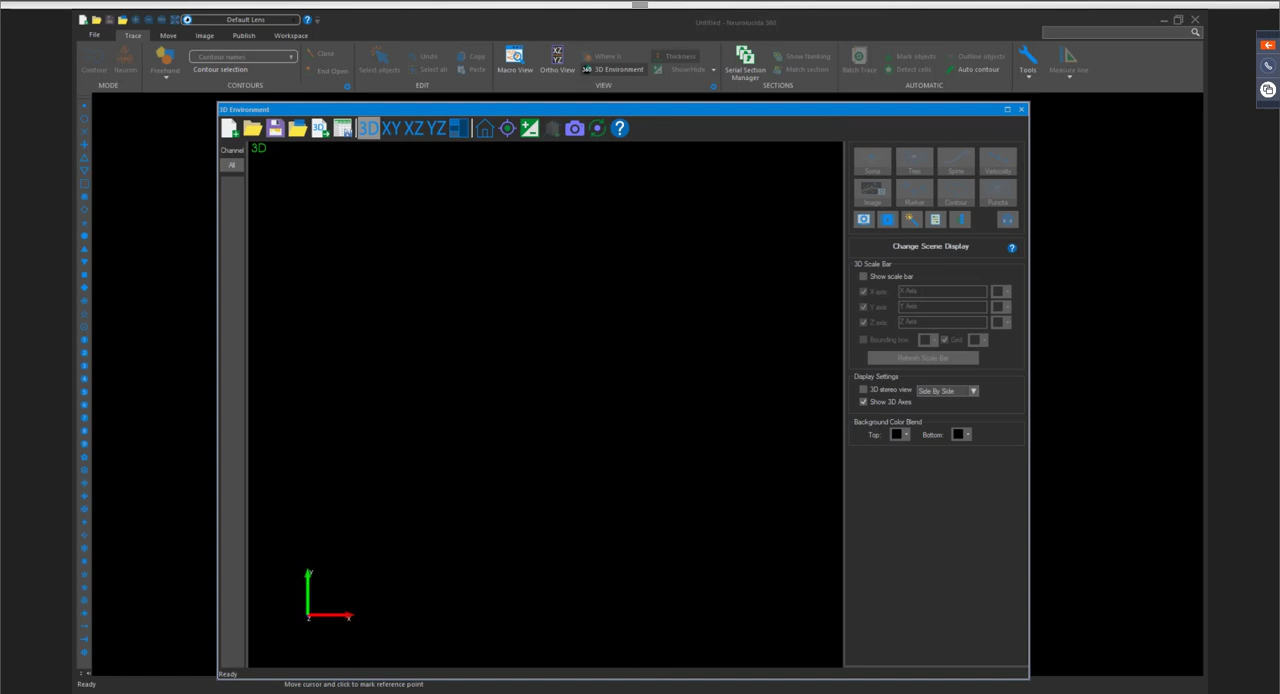 Default Lens
Untitled - Neurolucida 360
File Trace Move Image Publish Workspace
Contour Neurons
MODE
Freehand
Contour names
Contour selection
Close
End Open
CONTOURS
Select objects
Undo
Select all
Copy
Paste
EDIT
Macro View
XZ
YZ
Ortho View
Where Is
360 3D Environment
Thickness
Show/Hide
VIEW
Serial Section
Manager
Show Nanking
Match section
SECTIONS
Batch Trace
Mark objects
Detect cells
Outline objects
Auto contour
AUTOMATIC
Tools
Measure line
3D Environment
3D
3D XY XZ YZ
Channel
All
3D
Soma Tree Spine Varicosity
Image Marker Contour Puncta
Change Scene Display
3D Scale Bar
Show scale bar
X axis: X Axis
Y axis: Y Axis
Z axis: Z Axis
Bounding box Grid
Refresh Scale Bar
Display Settings
3D stereo view Side By Side
Show 3D Axes
Background Color Blend
Top: Bottom:
Y
Z
X
Ready
Ready
Move cursor and click to mark reference point